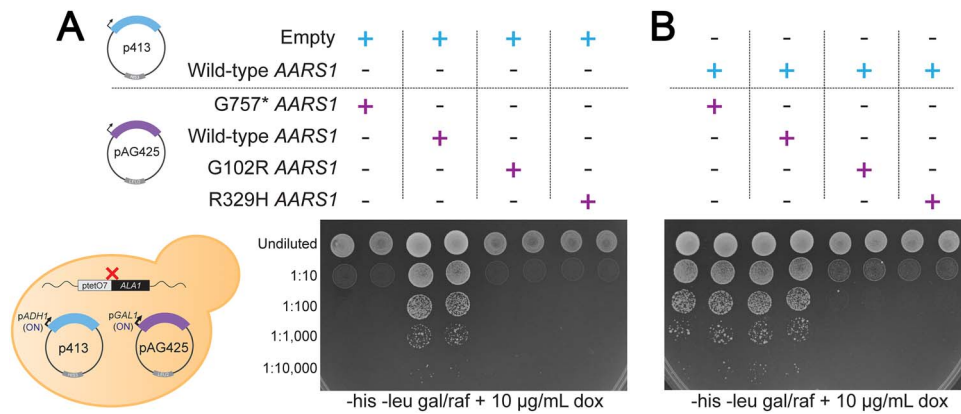 A
B
p413
Empty + + + + - - - -
Wild-type AARS1 - - - - + + + +
G757* AARS1 + - - - + - - -
pAG425
Wild-type AARS1 - + - - - + - -
G102R AARS1 - - + - - - + -
R329H AARS1 - - - + - - - +
Undiluted
1:10
1:100
1:1,000
1:10,000
ptetO7 ALA1
pADH1 (ON)
pGAL1 (ON)
p413
pAG425
-his -leu gal/raf + 10 µg/mL dox
-his -leu gal/raf + 10 µg/mL dox